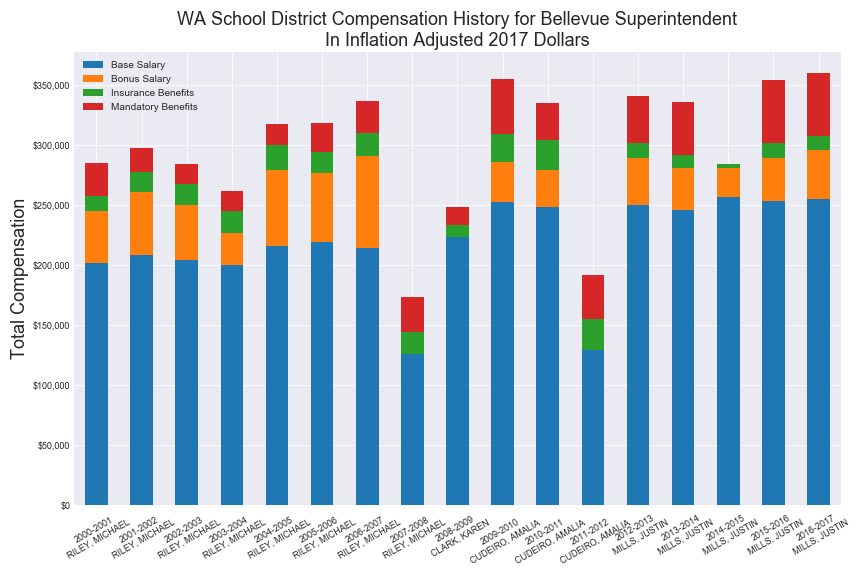 WA School District Compensation History for Bellevue Superintendent
In Inflation Adjusted 2017 Dollars
Base Salary
Bonus Salary
Insurance Benefits
Mandatory Benefits
Total Compensation
$350,000
$300,000
$250,000
$200,000
$150,000
$100,000
$50,000
$0
2000-2001
RILEY, MICHAEL
2001-2002
RILEY, MICHAEL
2002-2003
RILEY, MICHAEL
2003-2004
RILEY, MICHAEL
2004-2005
RILEY, MICHAEL
2005-2006
RILEY, MICHAEL
2006-2007
RILEY, MICHAEL
2007-2008
RILEY, MICHAEL
2008-2009
CLARK, KAREN
2009-2010
CUDEIRO, AMALIA
2010-2011
CUDEIRO, AMALIA
2011-2012
CUDEIRO, AMALIA
2012-2013
MILLS, JUSTIN
2013-2014
MILLS, JUSTIN
2014-2015
MILLS, JUSTIN
2015-2016
MILLS, JUSTIN
2016-2017
MILLS, JUSTIN